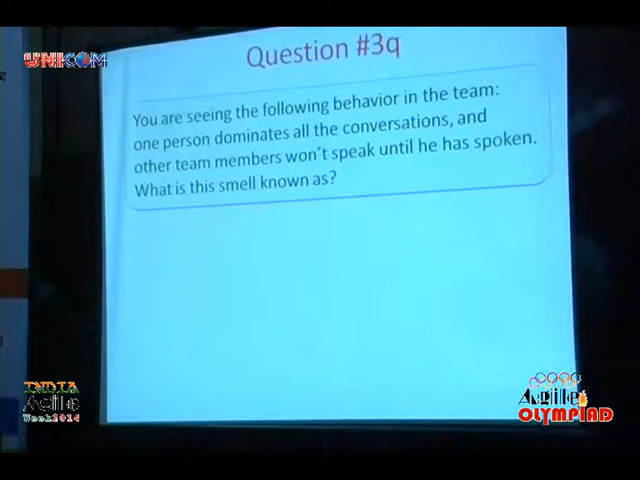 UNICOM
Question #3q
You are seeing the following behavior in the team:
one person dominates all the conversations, and
other team members won't speak until he has spoken.
What is this smell known as?
INDIA
Agile
Week2014
Agile
OLYMPIAD